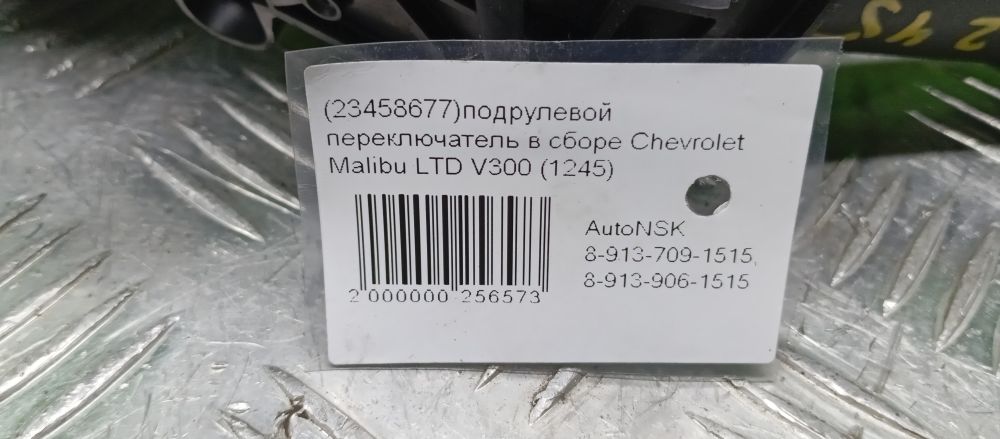 (23458677)подрулевой
переключатель в сборе Chevrolet
Malibu LTD V300 (1245)
AutoNSK
8-913-709-1515,
8-913-906-1515
2 000000 256573